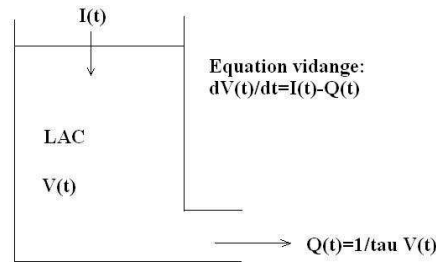 I(t)
Equation vidange:
dV(t)/dt=I(t)-Q(t)
LAC
V(t)
Q(t)=1/tau V(t)